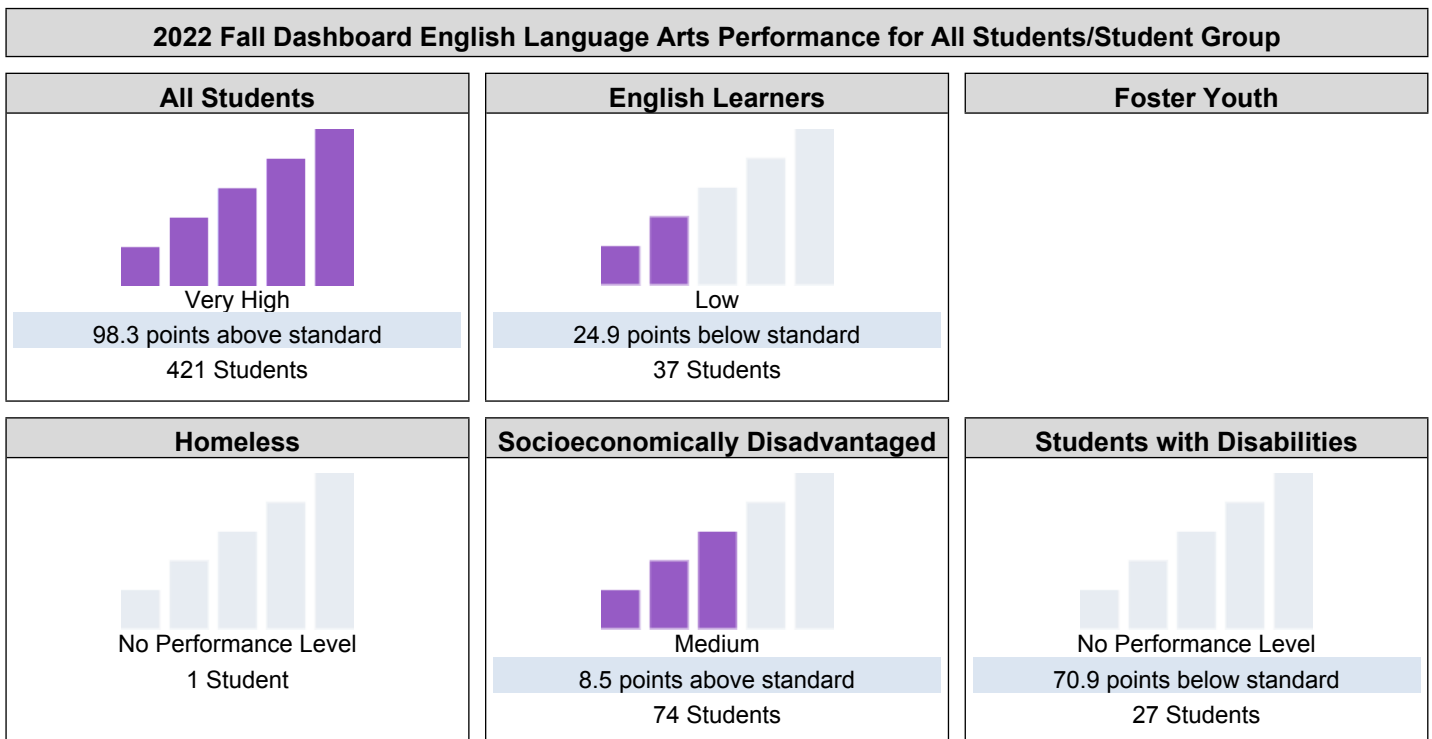 2022 Fall Dashboard English Language Arts Performance for All Students/Student Group
All Students
Very High
98.3 points above standard
421 Students
English Learners
Low
24.9 points below standard
37 Students
Foster Youth
Homeless
No Performance Level
1 Student
Socioeconomically Disadvantaged
Medium
8.5 points above standard
74 Students
Students with Disabilities
No Performance Level
70.9 points below standard
27 Students